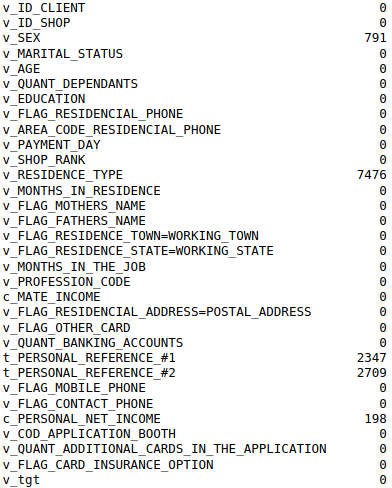 v_ID_CLIENT 0
v_ID_SHOP 0
v_SEX 791
v_MARITAL_STATUS 0
v_AGE 0
v_QUANT_DEPENDANTS 0
v_EDUCATION 0
v_FLAG_RESIDENCIAL_PHONE 0
v_AREA_CODE_RESIDENCIAL_PHONE 0
v_PAYMENT_DAY 0
v_SHOP_RANK 0
v_RESIDENCE_TYPE 7476
v_MONTHS_IN_RESIDENCE 0
v_FLAG_MOTHERS_NAME 0
v_FLAG_FATHERS_NAME 0
v_FLAG_RESIDENCE_TOWN=WORKING_TOWN 0
v_FLAG_RESIDENCE_STATE=WORKING_STATE 0
v_MONTHS_IN_THE_JOB 0
v_PROFESSION_CODE 0
c_MATE_INCOME 0
v_FLAG_RESIDENCIAL_ADDRESS=POSTAL_ADDRESS 0
v_FLAG_OTHER_CARD 0
v_QUANT_BANKING_ACCOUNTS 0
t_PERSONAL_REFERENCE_#1 2347
t_PERSONAL_REFERENCE_#2 2709
v_FLAG_MOBILE_PHONE 0
v_FLAG_CONTACT_PHONE 0
c_PERSONAL_NET_INCOME 198
v_COD_APPLICATION_BOOTH 0
v_QUANT_ADDITIONAL_CARDS_IN_THE_APPLICATION 0
v_FLAG_CARD_INSURANCE_OPTION 0
v_tgt 0